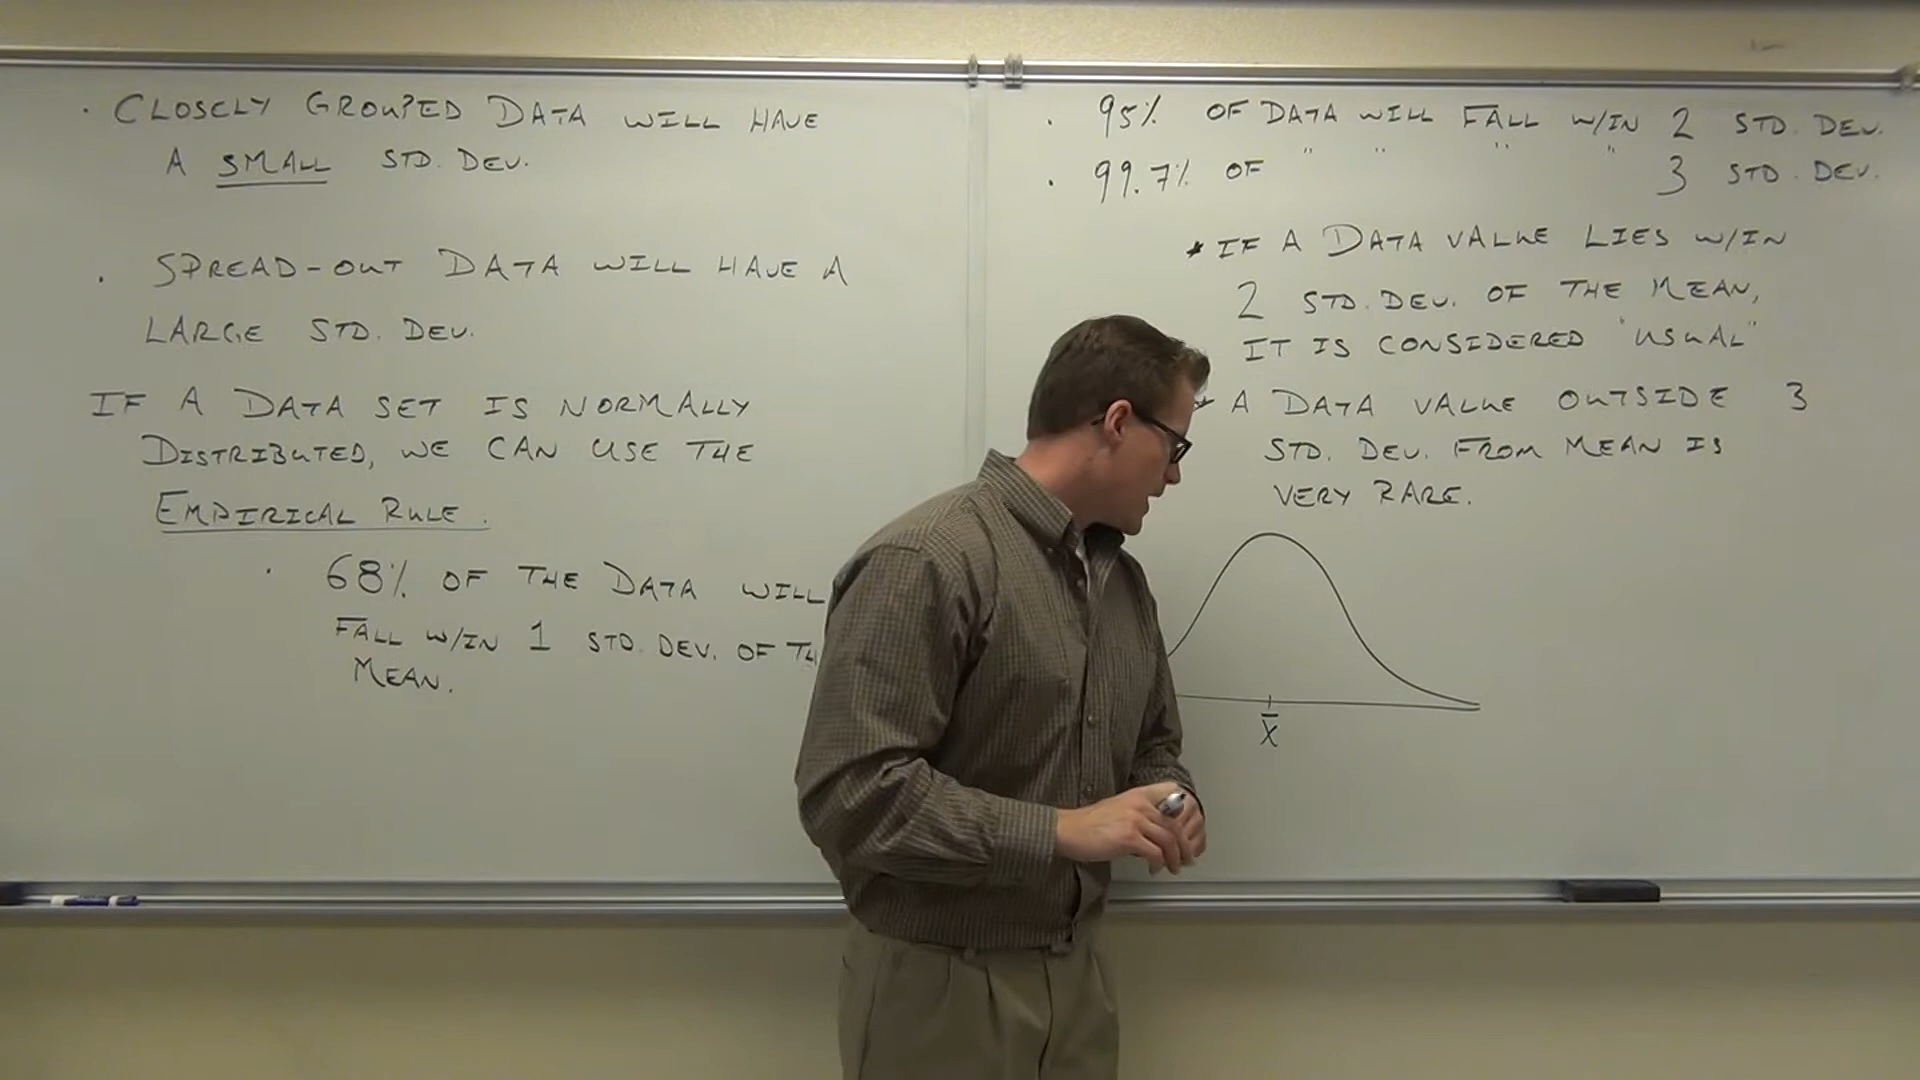 · CLOSELY GROUPED DATA WILL HAVE
A SMALL STD. DEV.
· SPREAD-OUT DATA WILL HAVE A
LARGE STD. DEV.
IF A DATA SET IS NORMALLY
DISTRIBUTED, WE CAN USE THE
EMPIRICAL RULE.
· 68% OF THE DATA WILL
FALL W/IN 1 STD. DEV. OF TH
MEAN.
· 95% OF DATA WILL FALL W/IN 2 STD. DEV.
· 99.7% OF " " " " 3 STD. DEV.
* IF A DATA VALUE LIES W/IN
2 STD. DEV. OF THE MEAN,
IT IS CONSIDERED "USUAL"
* A DATA VALUE OUTSIDE 3
STD. DEV. FROM MEAN IS
VERY RARE.
x̄